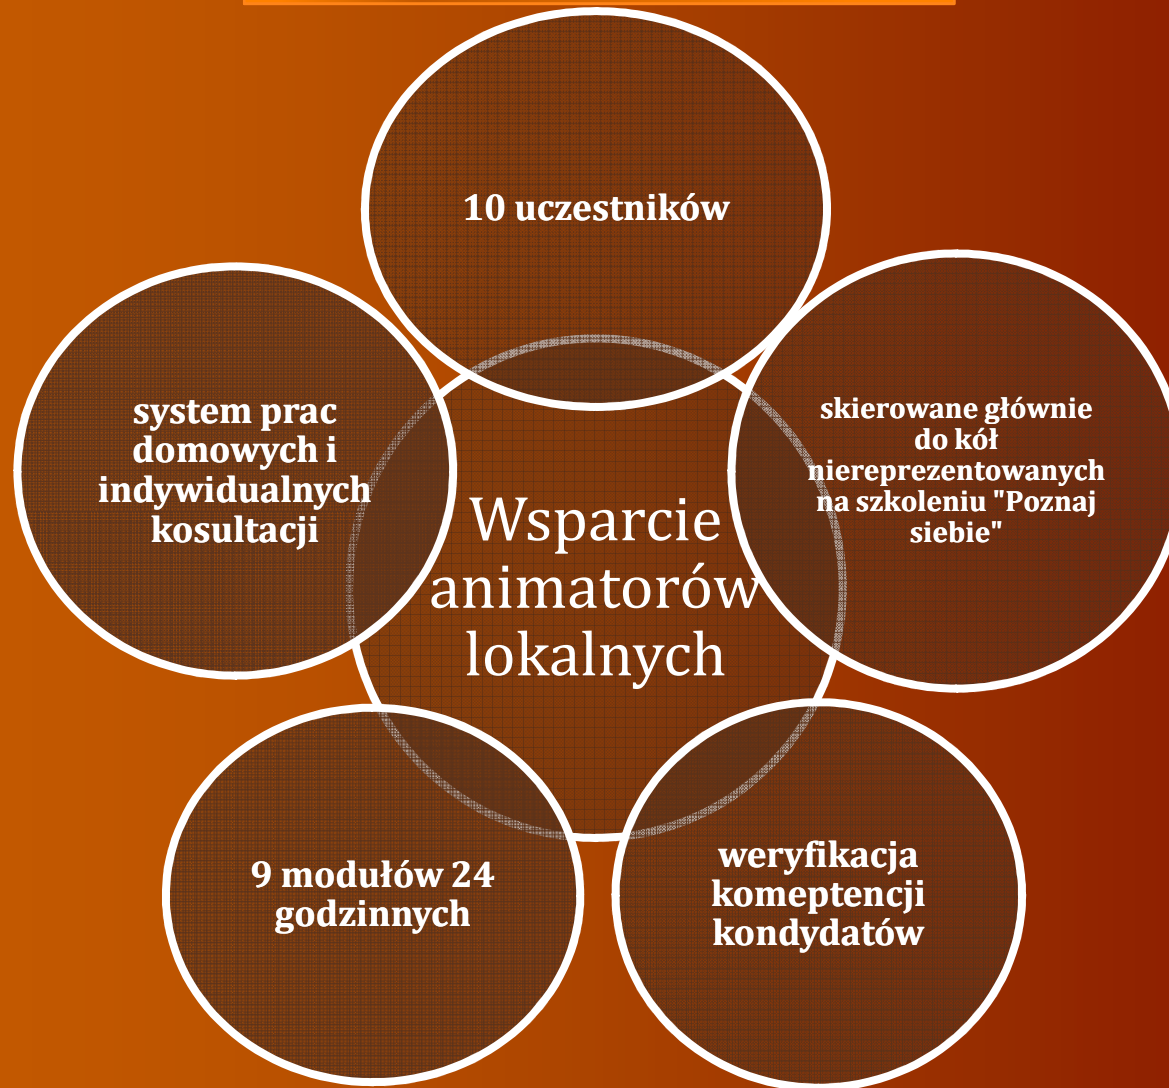 10 uczestników
skierowane głównie
do kół
niereprezentowanych
na szkoleniu "Poznaj
siebie"
system prac
domowych i
indywidualnych
kosultacji
Wsparcie
animatorów
lokalnych
weryfikacja
komeptencji
kondydatów
9 modułów 24
godzinnych